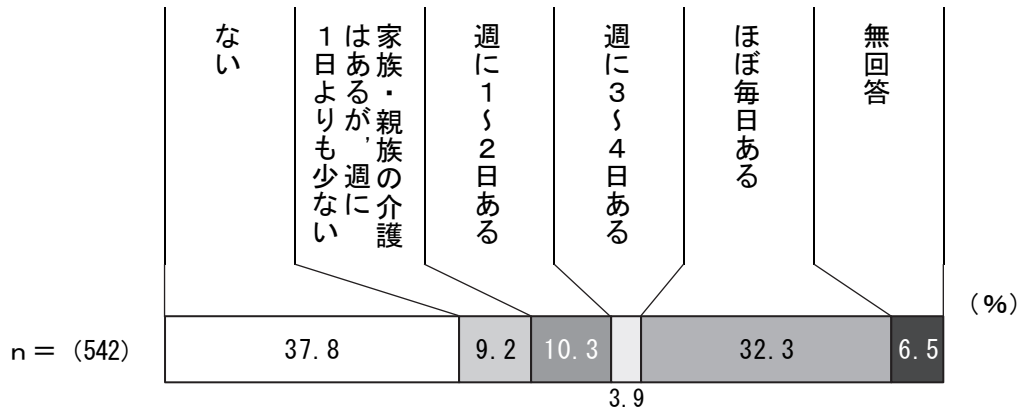 ない
家族・親族の介護
はあるが，週に
１日よりも少ない
週に１～２日ある
週に３～４日ある
ほぼ毎日ある
無回答
（％）
ｎ＝（542）
37.8
9.2
10.3
3.9
32.3
6.5